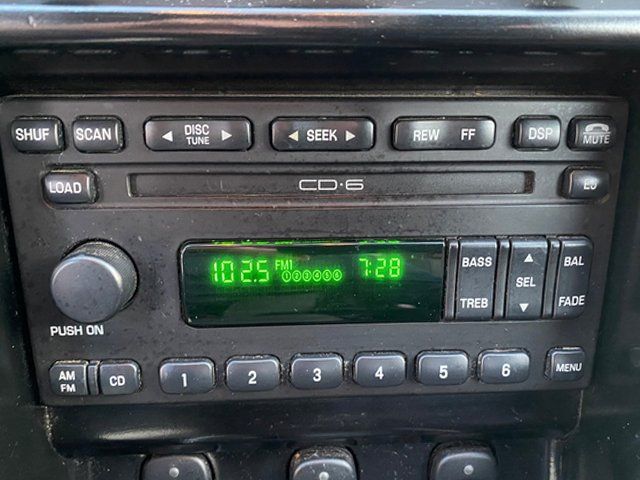 SHUF SCAN DISC TUNE SEEK REW FF DSP MUTE
LOAD CD·6
102.5 FM1 7:28
①②③④⑤⑥
BASS SEL BAL
TREB FADE
PUSH ON
AM FM CD 1 2 3 4 5 6 MENU